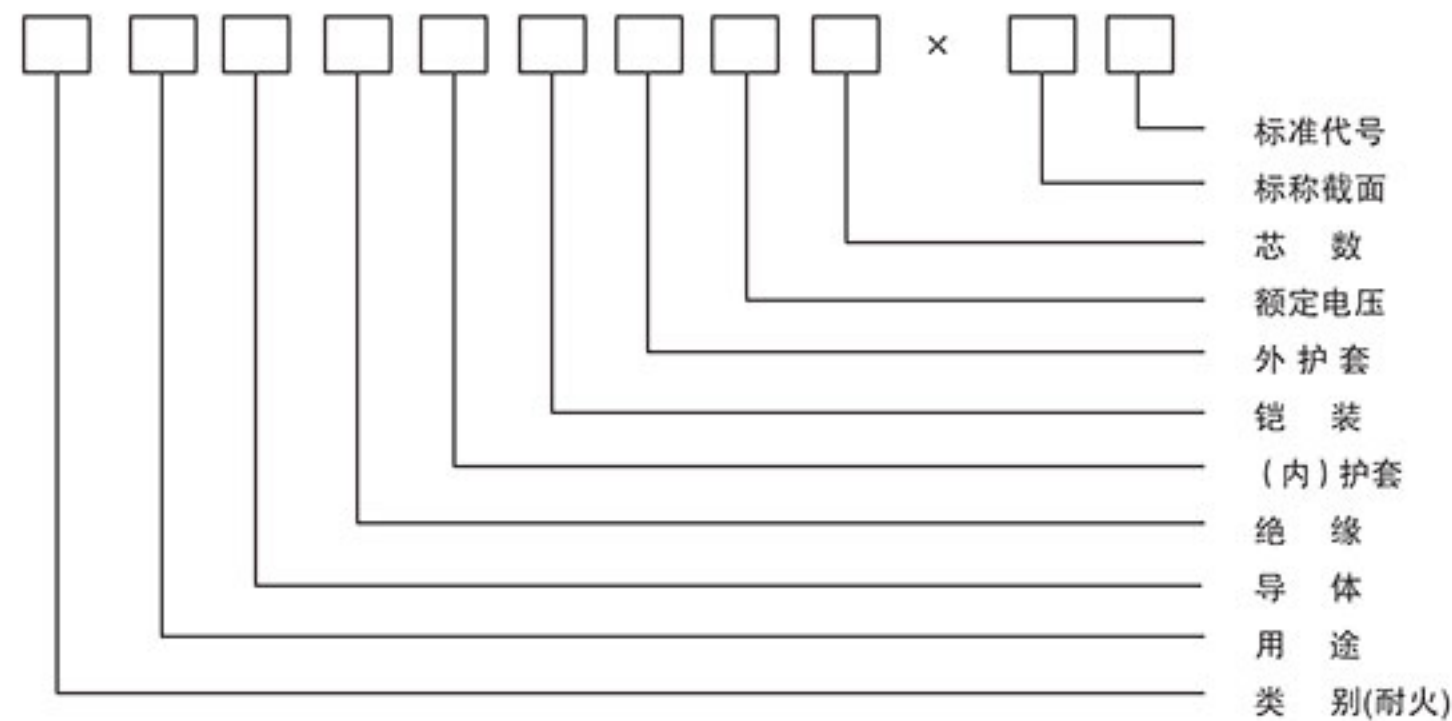 ×
标准代号
标称截面
芯 数
额定电压
外护套
铠 装
(内)护套
绝 缘
导 体
用 途
类 别(耐火)